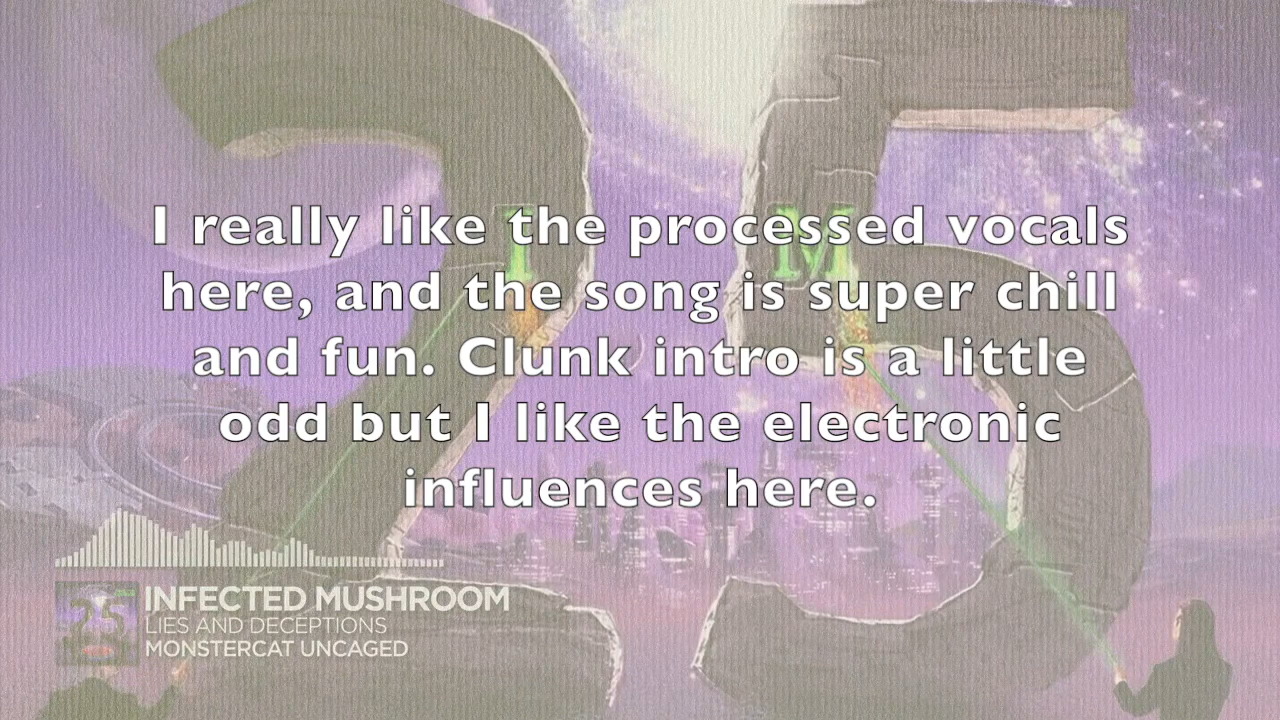 I really like the processed vocals
here, and the song is super chill
and fun. Clunk intro is a little
odd but I like the electronic
influences here.
25
I M
INFECTED MUSHROOM
LIES AND DECEPTIONS
MONSTERCAT UNCAGED